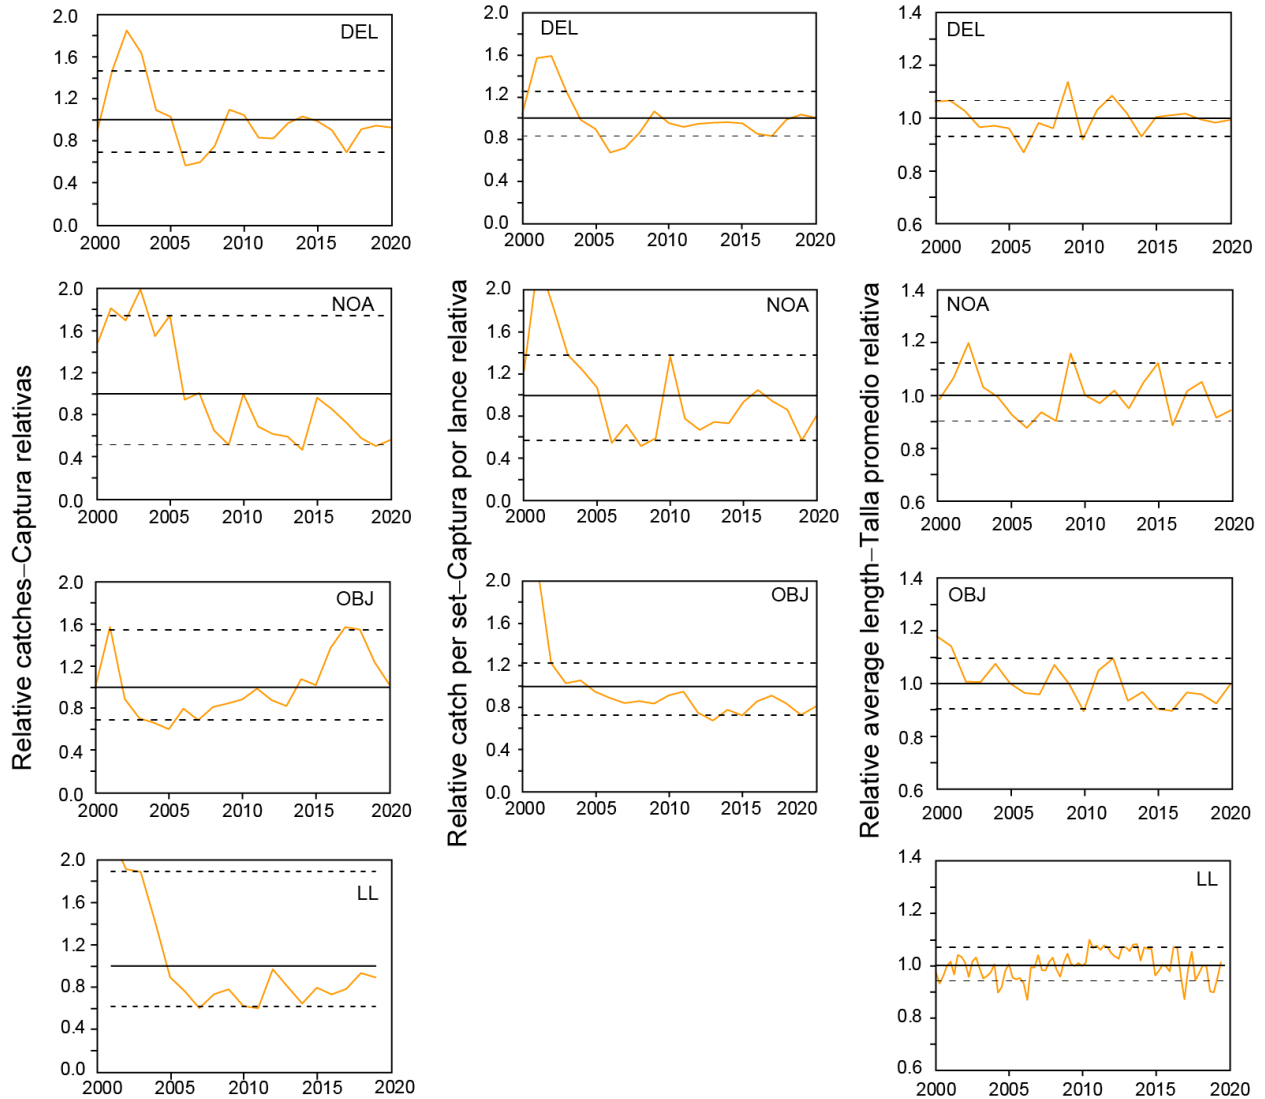 Relative catches–Captura relativas
2.0
1.6
1.2
0.8
0.4
0.0
DEL
2000 2005 2010 2015 2020
2.0
1.6
1.2
0.8
0.4
0.0
NOA
2000 2005 2010 2015 2020
2.0
1.6
1.2
0.8
0.4
0.0
OBJ
2000 2005 2010 2015 2020
2.0
1.6
1.2
0.8
0.4
0.0
LL
2000 2005 2010 2015 2020
Relative catch per set–Captura por lance relativa
2.0
1.6
1.2
0.8
0.4
0.0
DEL
2000 2005 2010 2015 2020
2.0
1.6
1.2
0.8
0.4
0.0
NOA
2000 2005 2010 2015 2020
2.0
1.6
1.2
0.8
0.4
0.0
OBJ
2000 2005 2010 2015 2020
Relative average length–Talla promedio relativa
1.4
1.2
1.0
0.8
0.6
DEL
2000 2005 2010 2015 2020
1.4
1.2
1.0
0.8
0.6
NOA
2000 2005 2010 2015 2020
1.4
1.2
1.0
0.8
0.6
OBJ
2000 2005 2010 2015 2020
1.4
1.2
1.0
0.8
0.6
LL
2000 2005 2010 2015 2020